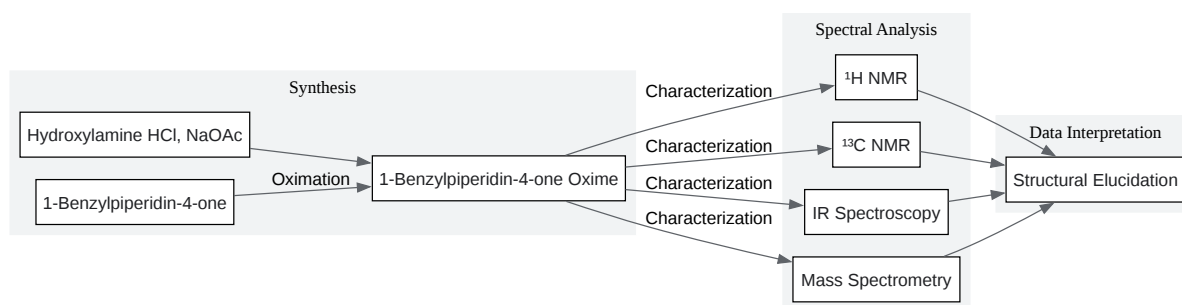 Synthesis
Hydroxylamine HCl, NaOAc
1-Benzylpiperidin-4-one
Oximation
1-Benzylpiperidin-4-one Oxime
Characterization
Characterization
Characterization
Characterization
Spectral Analysis
¹H NMR
¹³C NMR
IR Spectroscopy
Mass Spectrometry
Data Interpretation
Structural Elucidation